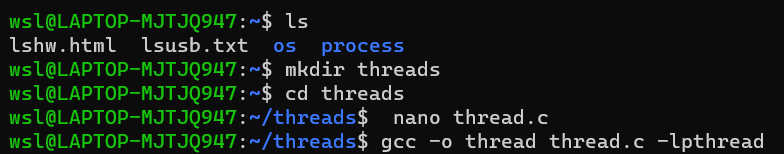 wsl@LAPTOP-MJTJQ947:~$ ls
lshw.html  lsusb.txt  os  process
wsl@LAPTOP-MJTJQ947:~$ mkdir threads
wsl@LAPTOP-MJTJQ947:~$ cd threads
wsl@LAPTOP-MJTJQ947:~/threads$  nano thread.c
wsl@LAPTOP-MJTJQ947:~/threads$ gcc -o thread thread.c -lpthread